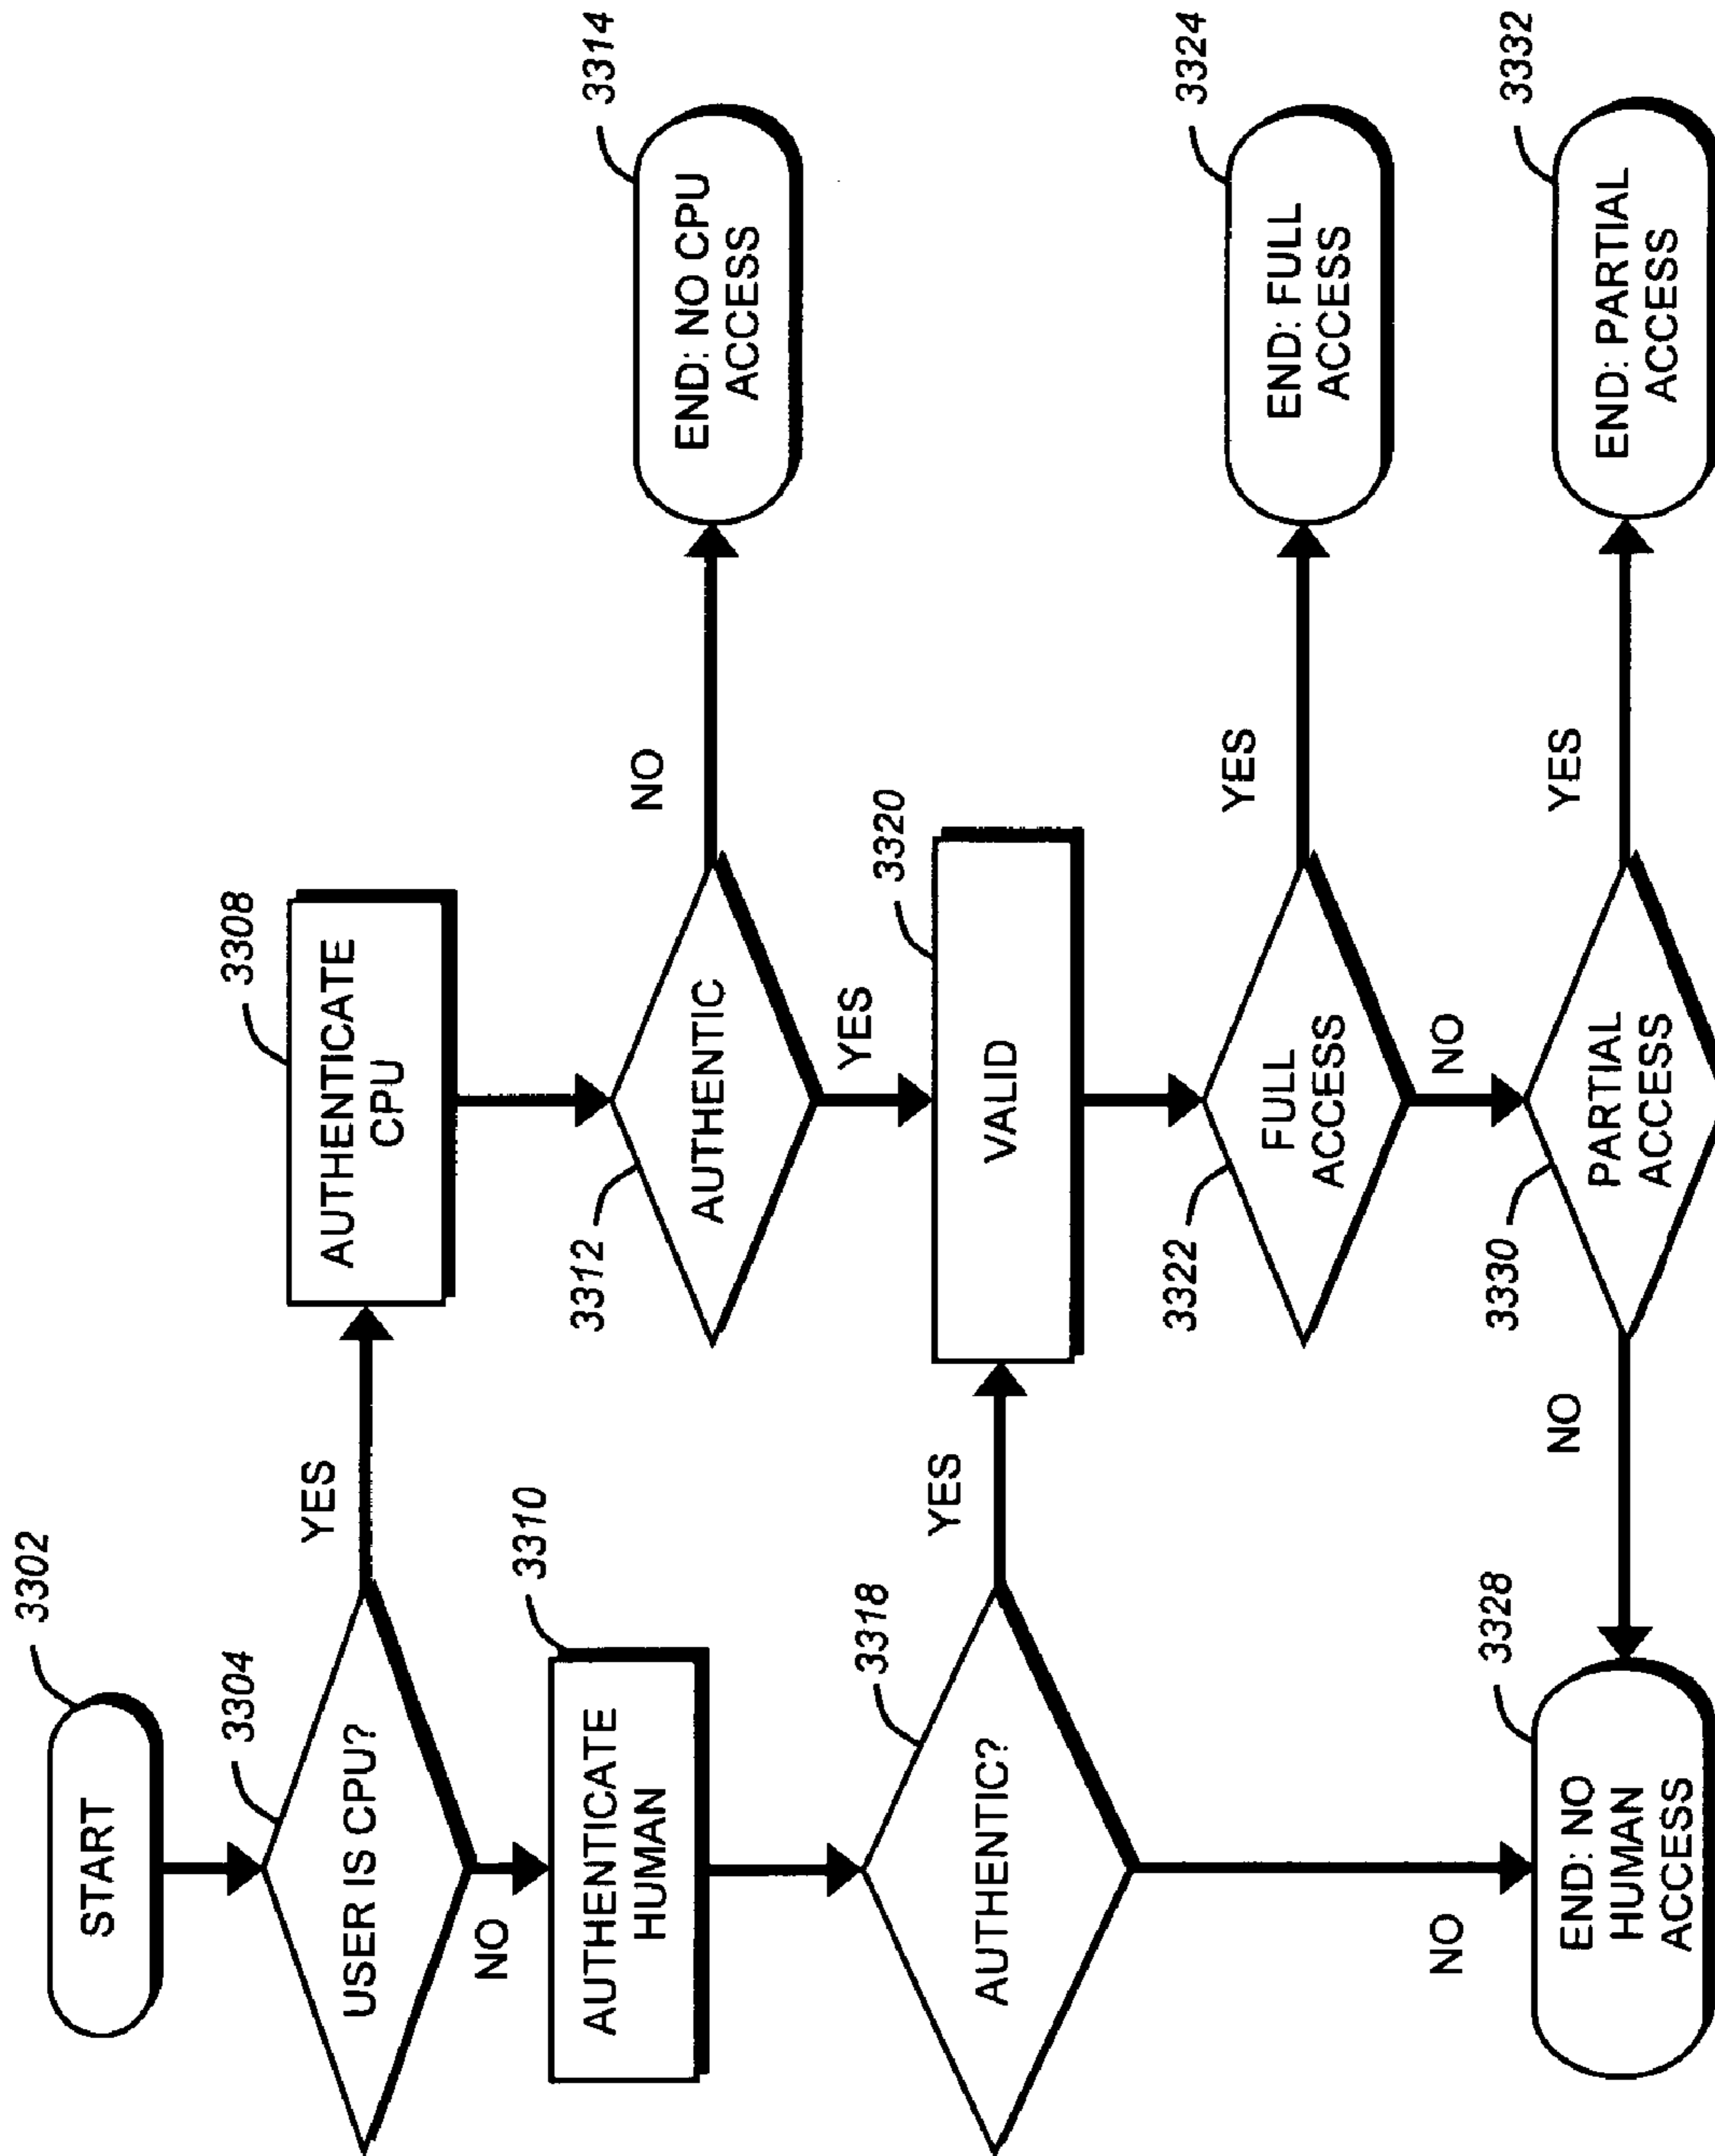 3302
START
3304
USER IS CPU?
YES
3308
AUTHENTICATE
CPU
NO
3310
AUTHENTICATE
HUMAN
3312
AUTHENTIC
NO
3314
END: NO CPU
ACCESS
YES
3318
AUTHENTIC?
YES
3320
VALID
3322
FULL
ACCESS
YES
3324
END: FULL
ACCESS
NO
NO
3328
END: NO
HUMAN
ACCESS
NO
3330
PARTIAL
ACCESS
YES
3332
END: PARTIAL
ACCESS